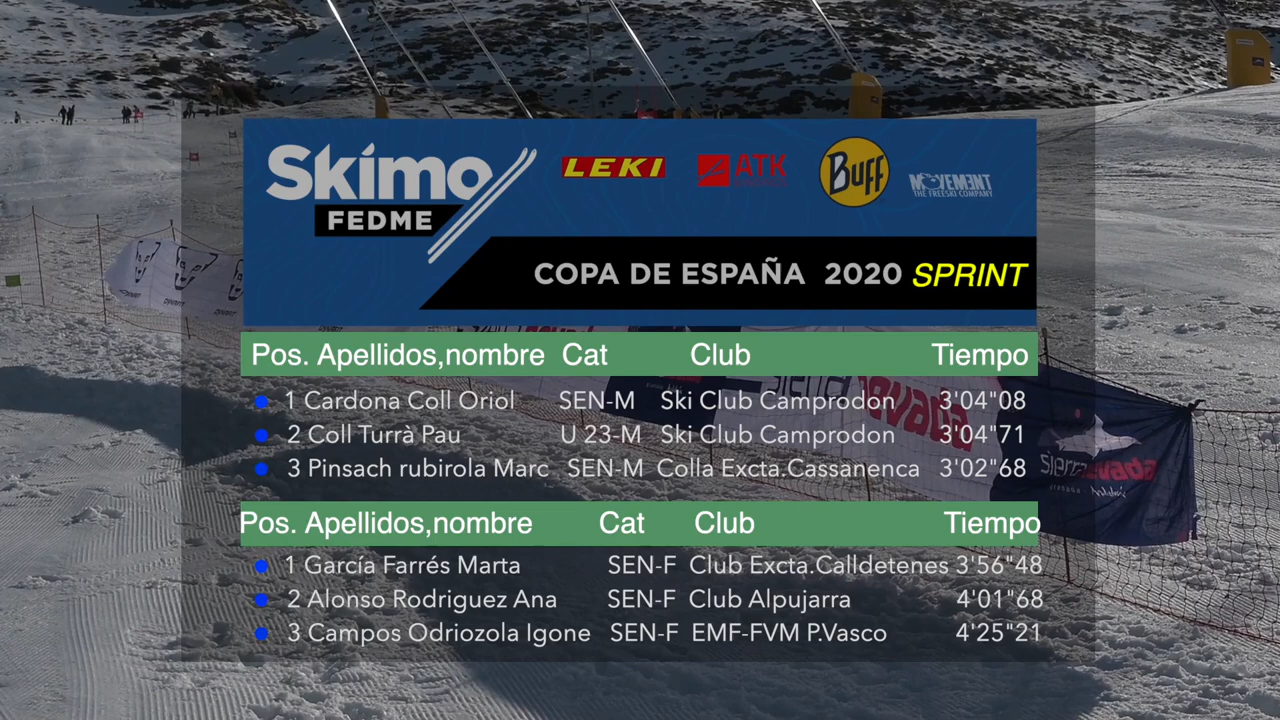 Skímo
FEDME
LEKI
ATK
BUFF
MOVEMENT
THE FREESKI COMPANY
COPA DE ESPAÑA 2020 SPRINT
Pos. Apellidos,nombre Cat Club Tiempo
1 Cardona Coll Oriol SEN-M Ski Club Camprodon 3'04"08
2 Coll Turrà Pau U 23-M Ski Club Camprodon 3'04"71
3 Pinsach rubirola Marc SEN-M Colla Excta.Cassanenca 3'02"68
Pos. Apellidos,nombre Cat Club Tiempo
1 García Farrés Marta SEN-F Club Excta.Calldetenes 3'56"48
2 Alonso Rodriguez Ana SEN-F Club Alpujarra 4'01"68
3 Campos Odriozola Igone SEN-F EMF-FVM P.Vasco 4'25"21
sierra nevada
sierra nevada